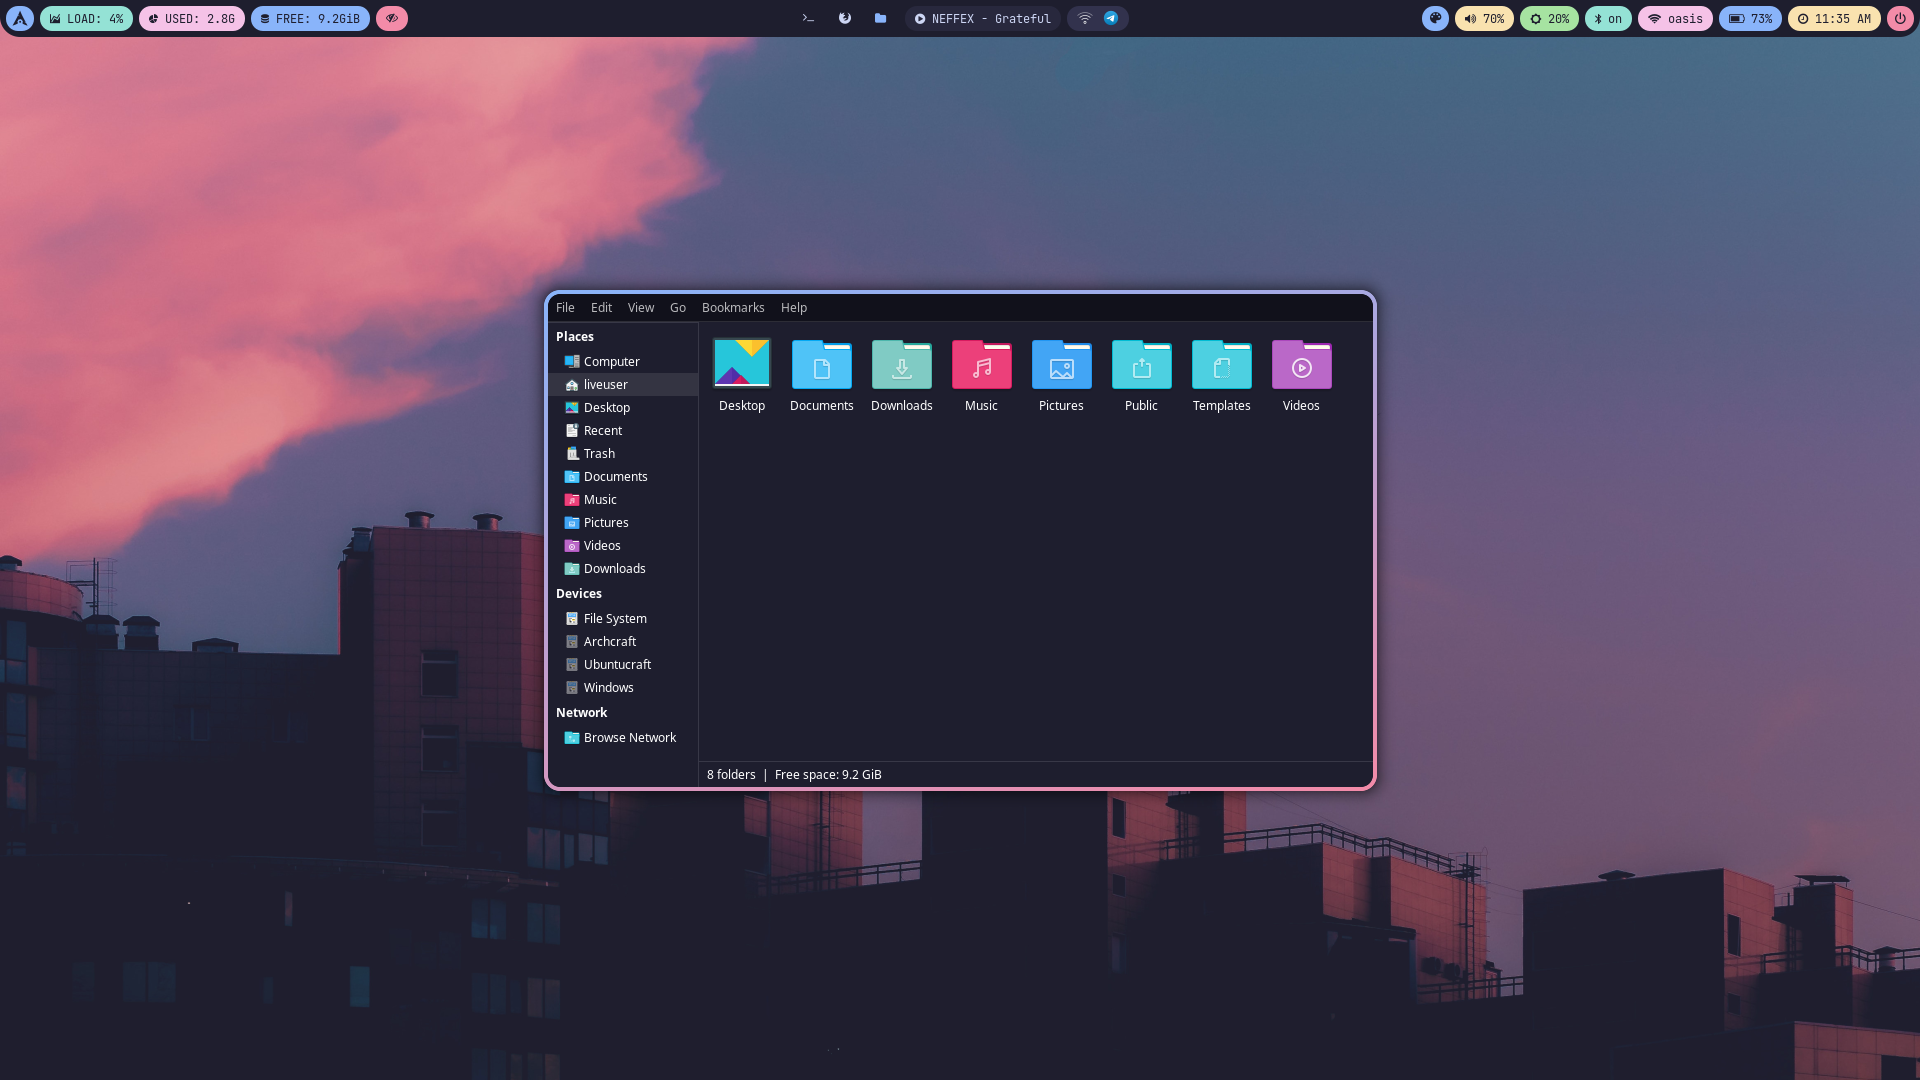 LOAD: 4% USED: 2.8G FREE: 9.2GiB NEFFEX - Grateful 70% 20% on oasis 73% 11:35 AM
File Edit View Go Bookmarks Help
Places
Computer
liveuser
Desktop
Recent
Trash
Documents
Music
Pictures
Videos
Downloads
Devices
File System
Archcraft
Ubuntucraft
Windows
Network
Browse Network
Desktop Documents Downloads Music Pictures Public Templates Videos
8 folders | Free space: 9.2 GiB